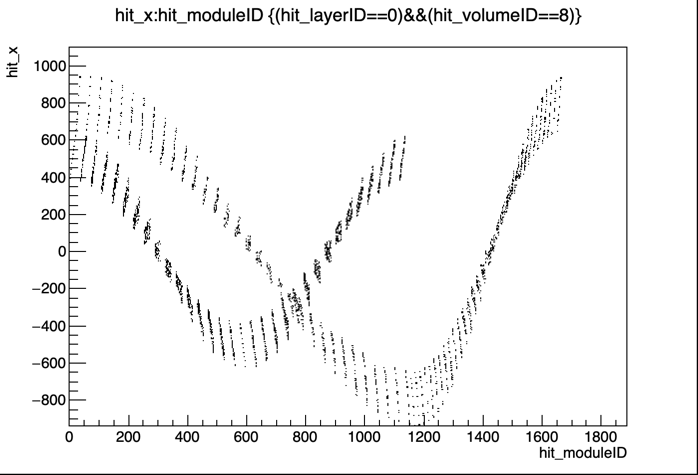 hit_x:hit_moduleID {(hit_layerID==0)&&(hit_volumeID==8)}
hit_x
1000
800
600
400
200
0
−200
−400
−600
−800
0 200 400 600 800 1000 1200 1400 1600 1800
hit_moduleID